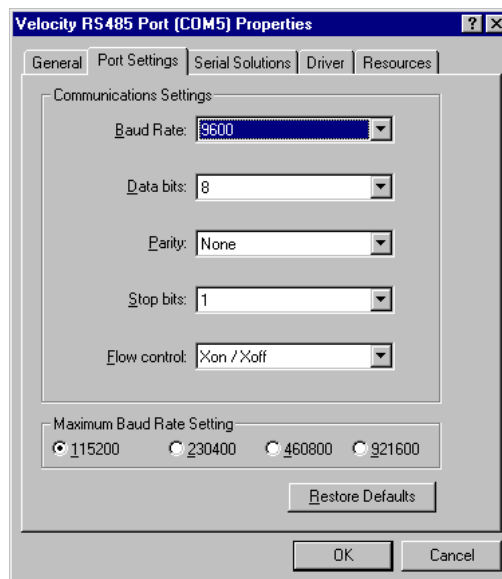 Velocity RS485 Port (COM5) Properties
General Port Settings Serial Solutions Driver Resources
Communications Settings
Baud Rate: 9600
Data bits: 8
Parity: None
Stop bits: 1
Flow control: Xon / Xoff
Maximum Baud Rate Setting
115200 230400 460800 921600
Restore Defaults
OK Cancel